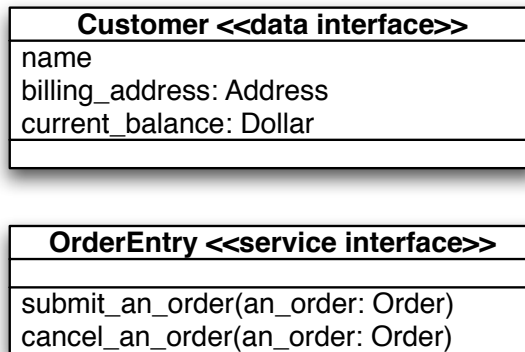 Customer <<data interface>>
name
billing_address: Address
current_balance: Dollar
OrderEntry <<service interface>>
submit_an_order(an_order: Order)
cancel_an_order(an_order: Order)